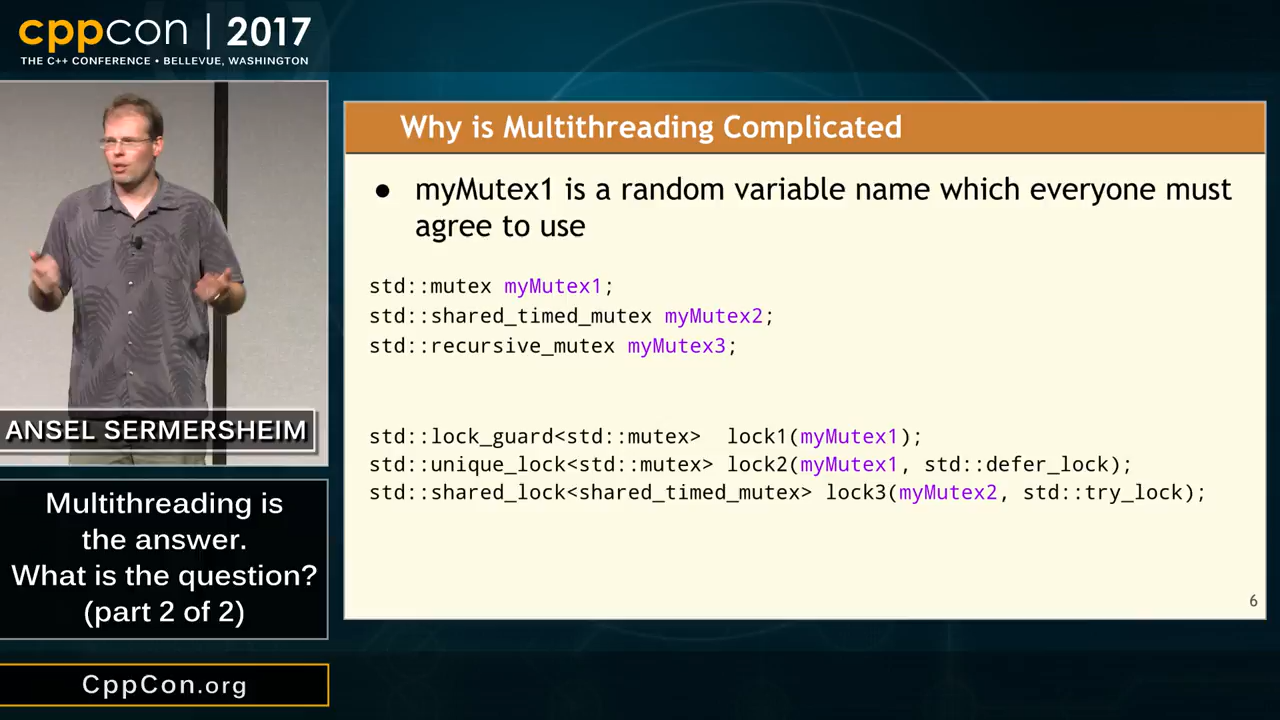 cppcon | 2017
THE C++ CONFERENCE • BELLEVUE, WASHINGTON
ANSEL SERMERSHEIM
Multithreading is
the answer.
What is the question?
(part 2 of 2)
CppCon.org
Why is Multithreading Complicated
● myMutex1 is a random variable name which everyone must
agree to use
std::mutex myMutex1;
std::shared_timed_mutex myMutex2;
std::recursive_mutex myMutex3;
std::lock_guard<std::mutex>  lock1(myMutex1);
std::unique_lock<std::mutex> lock2(myMutex1, std::defer_lock);
std::shared_lock<shared_timed_mutex> lock3(myMutex2, std::try_lock);
6